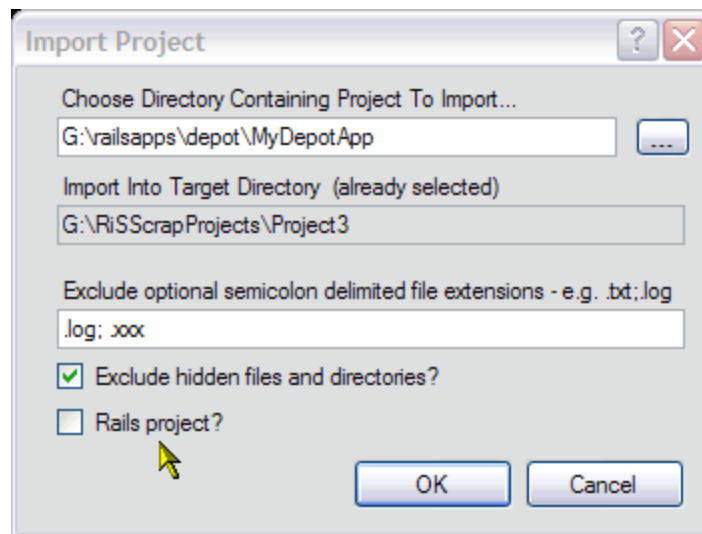 Import Project
?
Choose Directory Containing Project To Import...
G:\railsapps\depot\MyDepotApp
...
Import Into Target Directory (already selected)
G:\RiSScrapProjects\Project3
Exclude optional semicolon delimited file extensions - e.g. .txt;.log
.log; .xxx
Exclude hidden files and directories?
Rails project?
OK
Cancel